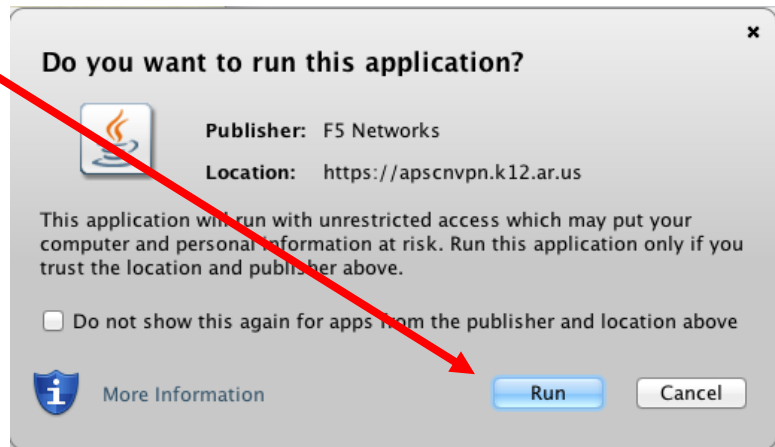 Do you want to run this application?
Publisher: F5 Networks
Location: https://apscnvpn.k12.ar.us
This application will run with unrestricted access which may put your
computer and personal information at risk. Run this application only if you
trust the location and publisher above.
Do not show this again for apps from the publisher and location above
More Information
Run
Cancel